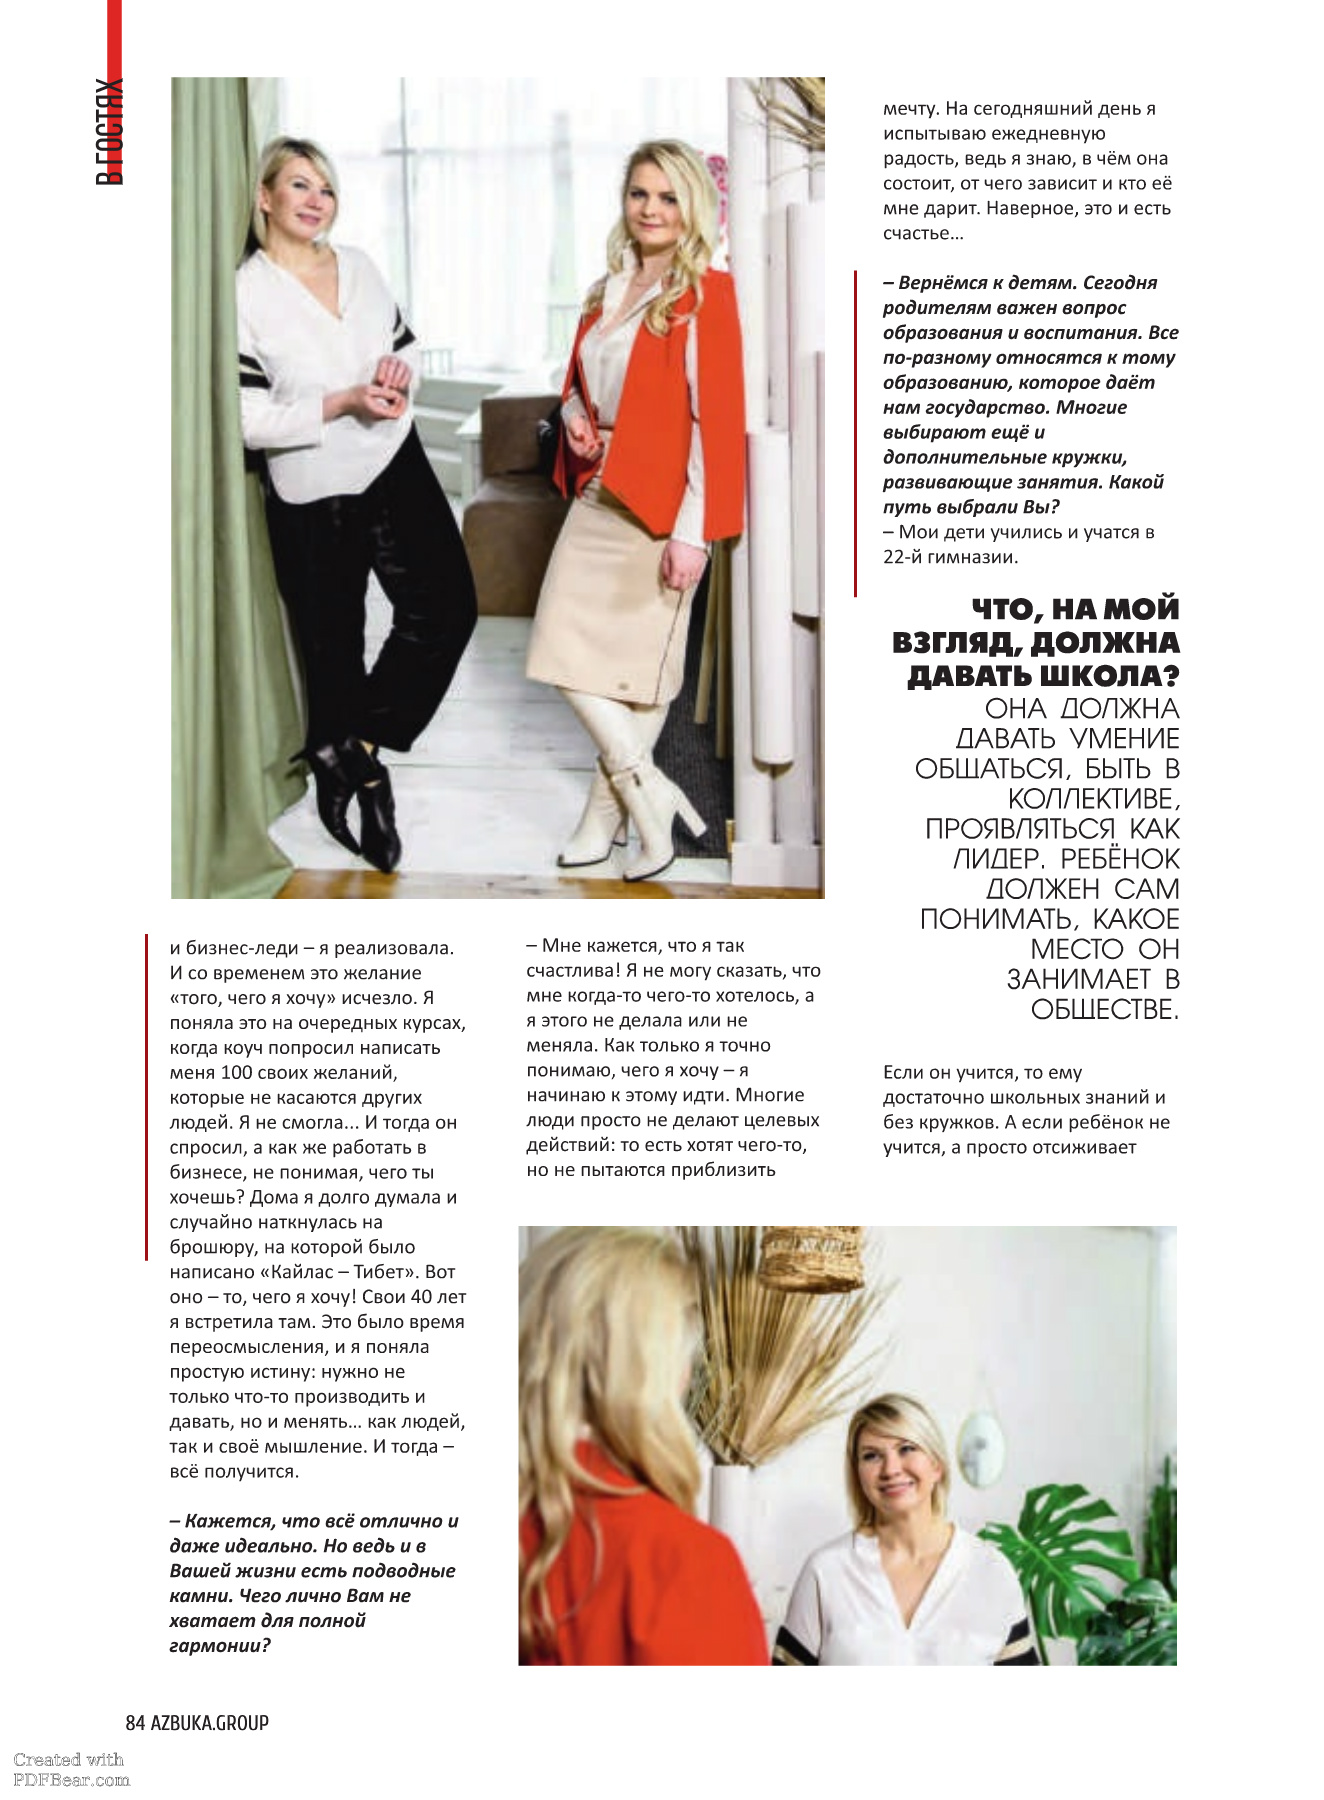 В ГОСТЯХ
и бизнес-леди – я реализовала.
И со временем это желание
«того, чего я хочу» исчезло. Я
поняла это на очередных курсах,
когда коуч попросил написать
меня 100 своих желаний,
которые не касаются других
людей. Я не смогла... И тогда он
спросил, а как же работать в
бизнесе, не понимая, чего ты
хочешь? Дома я долго думала и
случайно наткнулась на
брошюру, на которой было
написано «Кайлас – Тибет». Вот
оно – то, чего я хочу! Свои 40 лет
я встретила там. Это было время
переосмысления, и я поняла
простую истину: нужно не
только что-то производить и
давать, но и менять... как людей,
так и своё мышление. И тогда –
всё получится.
– Кажется, что всё отлично и
даже идеально. Но ведь и в
Вашей жизни есть подводные
камни. Чего лично Вам не
хватает для полной
гармонии?
– Мне кажется, что я так
счастлива! Я не могу сказать, что
мне когда-то чего-то хотелось, а
я этого не делала или не
меняла. Как только я точно
понимаю, чего я хочу – я
начинаю к этому идти. Многие
люди просто не делают целевых
действий: то есть хотят чего-то,
но не пытаются приблизить
мечту. На сегодняшний день я
испытываю ежедневную
радость, ведь я знаю, в чём она
состоит, от чего зависит и кто её
мне дарит. Наверное, это и есть
счастье...
– Вернёмся к детям. Сегодня
родителям важен вопрос
образования и воспитания. Все
по-разному относятся к тому
образованию, которое даёт
нам государство. Многие
выбирают ещё и
дополнительные кружки,
развивающие занятия. Какой
путь выбрали Вы?
– Мои дети учились и учатся в
22-й гимназии.
ЧТО, НА МОЙ
ВЗГЛЯД, ДОЛЖНА
ДАВАТЬ ШКОЛА?
ОНА ДОЛЖНА
ДАВАТЬ УМЕНИЕ
ОБЩАТЬСЯ, БЫТЬ В
КОЛЛЕКТИВЕ,
ПРОЯВЛЯТЬСЯ КАК
ЛИДЕР. РЕБЁНОК
ДОЛЖЕН САМ
ПОНИМАТЬ, КАКОЕ
МЕСТО ОН
ЗАНИМАЕТ В
ОБЩЕСТВЕ.
Если он учится, то ему
достаточно школьных знаний и
без кружков. А если ребёнок не
учится, а просто отсиживает
84 AZBUKA.GROUP
Created with
PDFBear.com